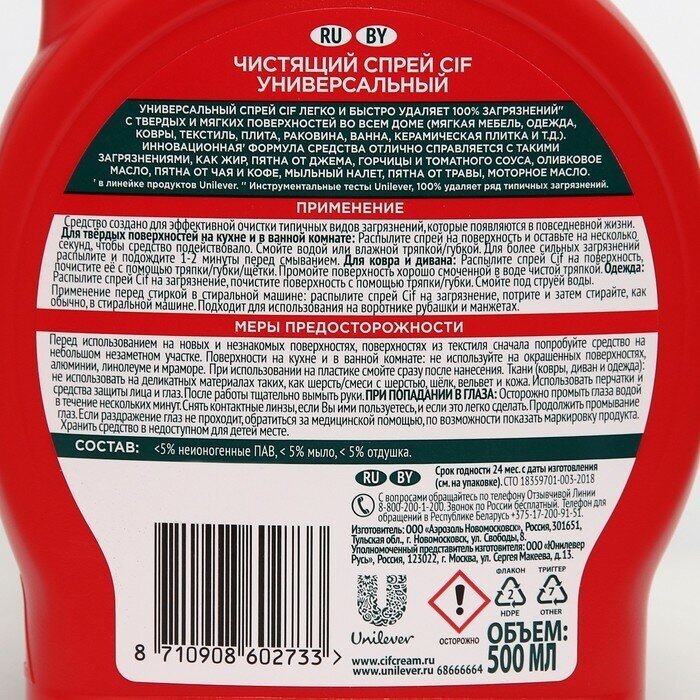 RU BY
ЧИСТЯЩИЙ СПРЕЙ CIF
УНИВЕРСАЛЬНЫЙ
УНИВЕРСАЛЬНЫЙ СПРЕЙ CIF ЛЕГКО И БЫСТРО УДАЛЯЕТ 100% ЗАГРЯЗНЕНИЙ"
С ТВЕРДЫХ И МЯГКИХ ПОВЕРХНОСТЕЙ ВО ВСЕМ ДОМЕ (МЯГКАЯ МЕБЕЛЬ, ОДЕЖДА,
КОВРЫ, ТЕКСТИЛЬ, ПЛИТА, РАКОВИНА, ВАННА, КЕРАМИЧЕСКАЯ ПЛИТКА И Т.Д.).
ИННОВАЦИОННАЯ' ФОРМУЛА СРЕДСТВА ОТЛИЧНО СПРАВЛЯЕТСЯ С ТАКИМИ
ЗАГРЯЗНЕНИЯМИ, КАК ЖИР, ПЯТНА ОТ ДЖЕМА, ГОРЧИЦЫ И ТОМАТНОГО СОУСА, ОЛИВКОВОЕ
МАСЛО, ПЯТНА ОТ ЧАЯ И КОФЕ, МЫЛЬНЫЙ НАЛЕТ, ПЯТНА ОТ ТРАВЫ, МОТОРНОЕ МАСЛО.
' в линейке продуктов Unilever. " Инструментальные тесты Unilever, 100% удаляет ряд типичных загрязнений.
ПРИМЕНЕНИЕ
Средство создано для эффективной очистки типичных видов загрязнений, которые появляются в повседневной жизни.
Для твёрдых поверхностей на кухне и в ванной комнате: Распылите спрей на поверхность и оставьте на несколько
секунд, чтобы средство подействовало. Смойте водой или влажной тряпкой/губкой. Для более сильных загрязнений
распылите и подождите 1-2 минуты перед смыванием. Для ковра и дивана: Распылите спрей Cif на поверхность,
почистите её с помощью тряпки/губки/щётки. Промойте поверхность хорошо смоченной в воде чистой тряпкой. Одежда:
Распылите спрей Cif на загрязнение, почистите поверхность с помощью тряпки/губки. Смойте под струёй воды.
Применение перед стиркой в стиральной машине: распылите спрей Cif на загрязнение, потрите и затем стирайте, как
обычно, в стиральной машине. Подходит для использования на воротнике рубашки и манжетах.
МЕРЫ ПРЕДОСТОРОЖНОСТИ
Перед использованием на новых и незнакомых поверхностях, поверхностях из текстиля сначала попробуйте средство на
небольшом незаметном участке. Поверхности на кухне и в ванной комнате: не используйте на окрашенных поверхностях,
алюминии, линолеуме и мраморе. При использовании на пластике смойте сразу после нанесения. Ткани (ковры, диван и одежда):
не использовать на деликатных материалах таких, как шерсть/смеси с шерстью, шёлк, вельвет и кожа. Используйте перчатки и
средства защиты лица и глаз. После работы тщательно вымыть руки. ПРИ ПОПАДАНИИ В ГЛАЗА: Осторожно промыть глаза водой
в течение нескольких минут. Снять контактные линзы, если Вы ими пользуетесь, и если это легко сделать. Продолжить промывание
глаз. Если раздражение глаз не проходит, обратиться за медицинской помощью, по возможности показать маркировку продукта.
Хранить средство в недоступном для детей месте.
СОСТАВ: <5% неионогенные ПАВ, < 5% мыло, < 5% отдушка.
RU BY
Срок годности 24 мес. с даты изготовления
(см. на упаковке). СТО 18359701-003-2018
С вопросами обращайтесь по телефону Отзывчивой Линии
8-800-200-1-200. Звонок по России бесплатный. Телефон для
обращений в Республике Беларусь +375-17-200-91-51.
Изготовитель: ООО «Аэрозоль Новомосковск», Россия, 301651,
Тульская обл., г. Новомосковск, ул. Свободы, 8.
Уполномоченный представитель изготовителя: ООО «Юнилевер
Русь», Россия, 123022, г. Москва, ул. Сергея Макеева, д.13.
ФЛАКОН ТРИГГЕР
2 7
HDPE OTHER
Unilever
ОСТОРОЖНО
ОБЪЕМ:
500 МЛ
8 710908 602733 >
www.cifcream.ru
www.unilever.ru 68666664